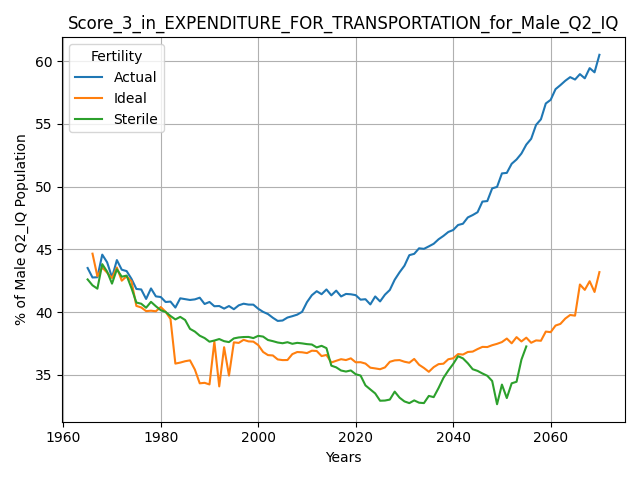 Score_3_in_EXPENDITURE_FOR_TRANSPORTATION_for_Male_Q2_IQ
Fertility
Actual
Ideal
Sterile
% of Male Q2_IQ Population
60
55
50
45
40
35
1960
1980
2000
2020
2040
2060
Years